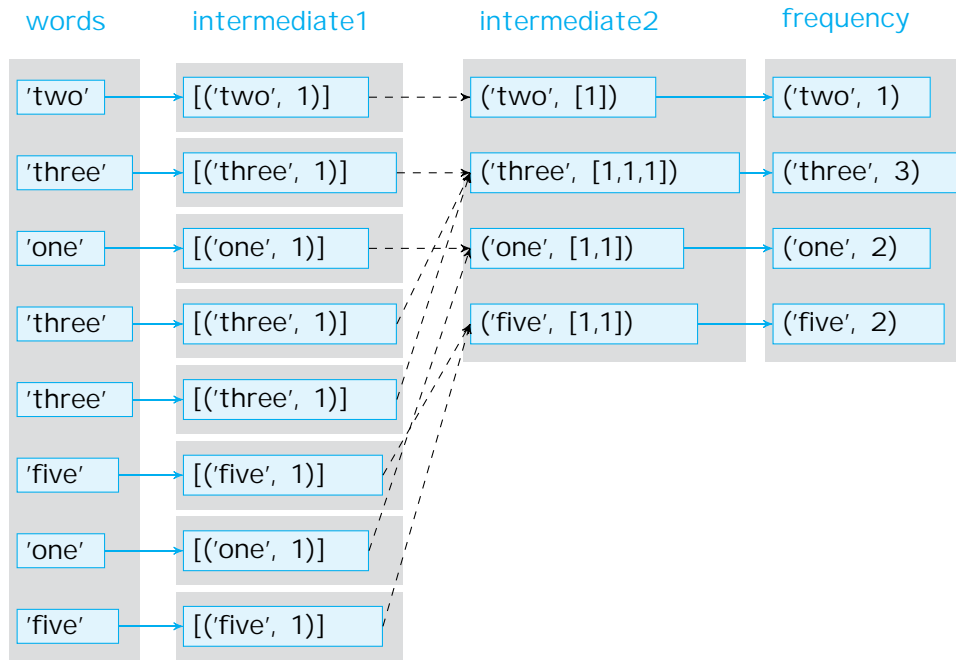 words intermediate1 intermediate2 frequency
'two' [('two', 1)] ('two', [1]) ('two', 1)
'three' [('three', 1)] ('three', [1,1,1]) ('three', 3)
'one' [('one', 1)] ('one', [1,1]) ('one', 2)
'three' [('three', 1)] ('five', [1,1]) ('five', 2)
'three' [('three', 1)]
'five' [('five', 1)]
'one' [('one', 1)]
'five' [('five', 1)]